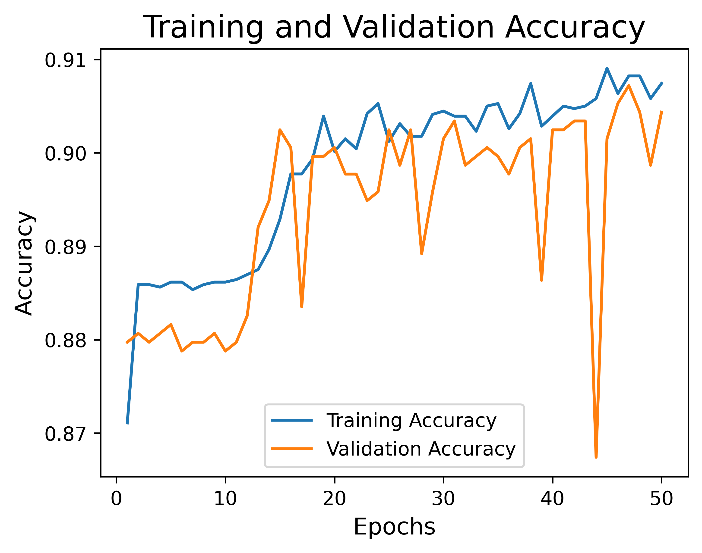 Training and Validation Accuracy
0.91
0.90
0.89
0.88
0.87
Accuracy
Training Accuracy
Validation Accuracy
0 10 20 30 40 50
Epochs